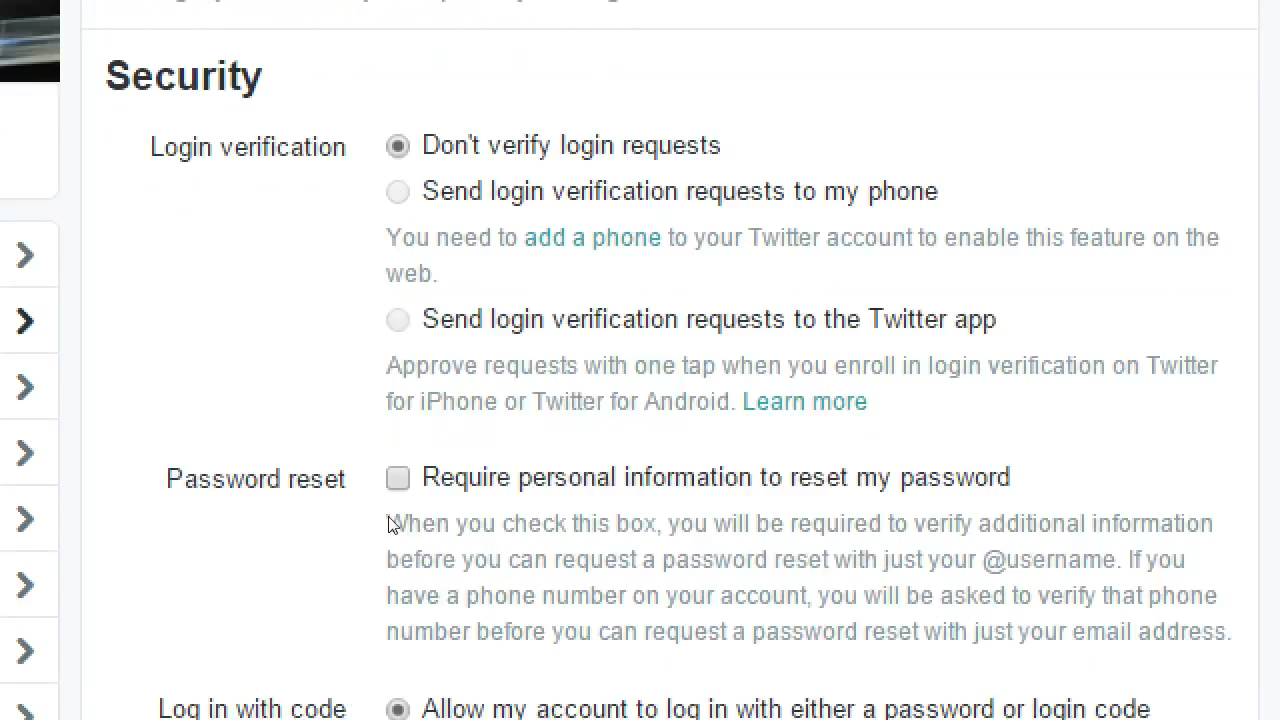 Security
Login verification
Don't verify login requests
Send login verification requests to my phone
You need to add a phone to your Twitter account to enable this feature on the
web.
Send login verification requests to the Twitter app
Approve requests with one tap when you enroll in login verification on Twitter
for iPhone or Twitter for Android. Learn more
Password reset
Require personal information to reset my password
When you check this box, you will be required to verify additional information
before you can request a password reset with just your @username. If you
have a phone number on your account, you will be asked to verify that phone
number before you can request a password reset with just your email address.
Log in with code
Allow my account to log in with either a password or login code